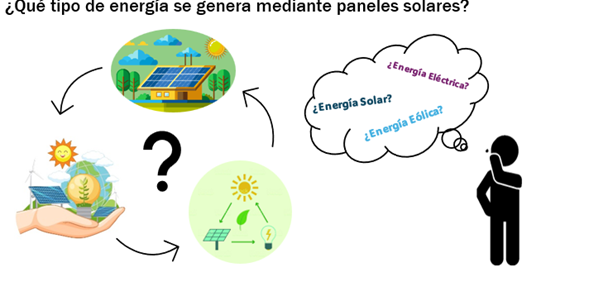 ¿Qué tipo de energía se genera mediante paneles solares?
¿Energía Eléctrica?
¿Energía Solar?
¿Energía Eólica?
?